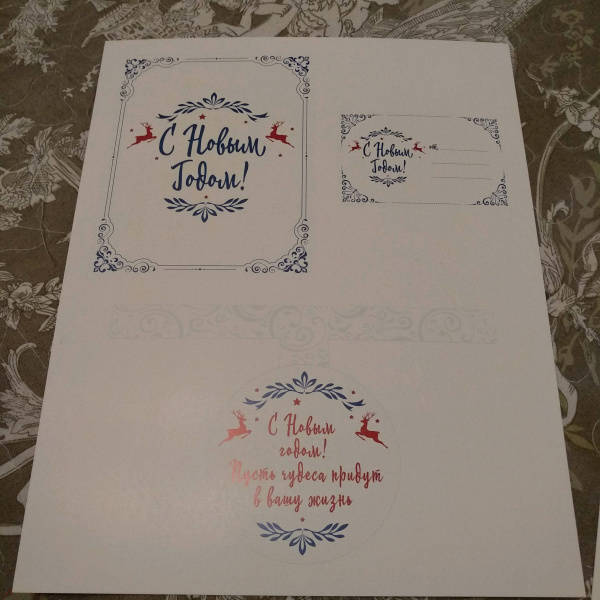 С Новым
Годом!
С Новым
Годом!
С Новым
годом!
Пусть чудеса придут
в вашу жизнь